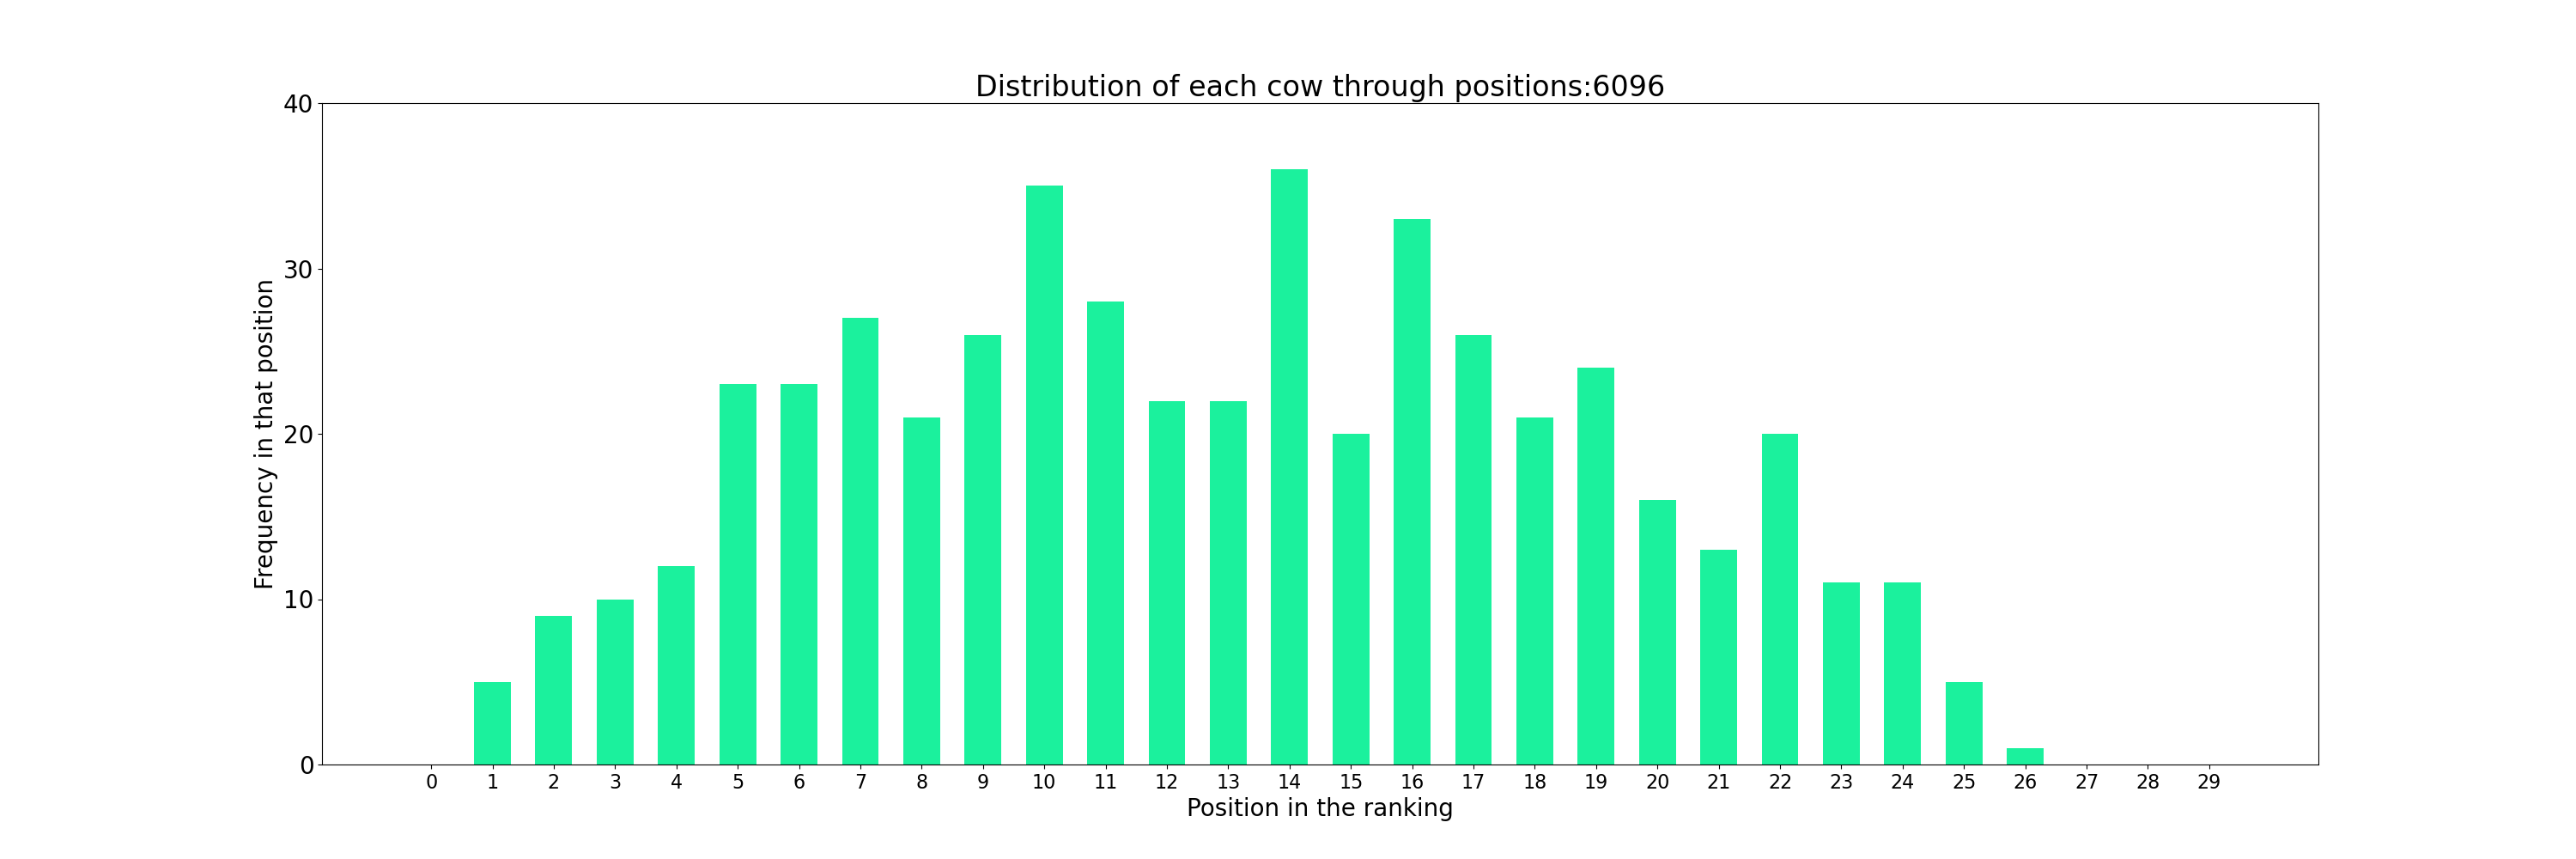 Distribution of each cow through positions:6096
40
30
20
10
0
Frequency in that position
0 1 2 3 4 5 6 7 8 9 10 11 12 13 14 15 16 17 18 19 20 21 22 23 24 25 26 27 28 29
Position in the ranking